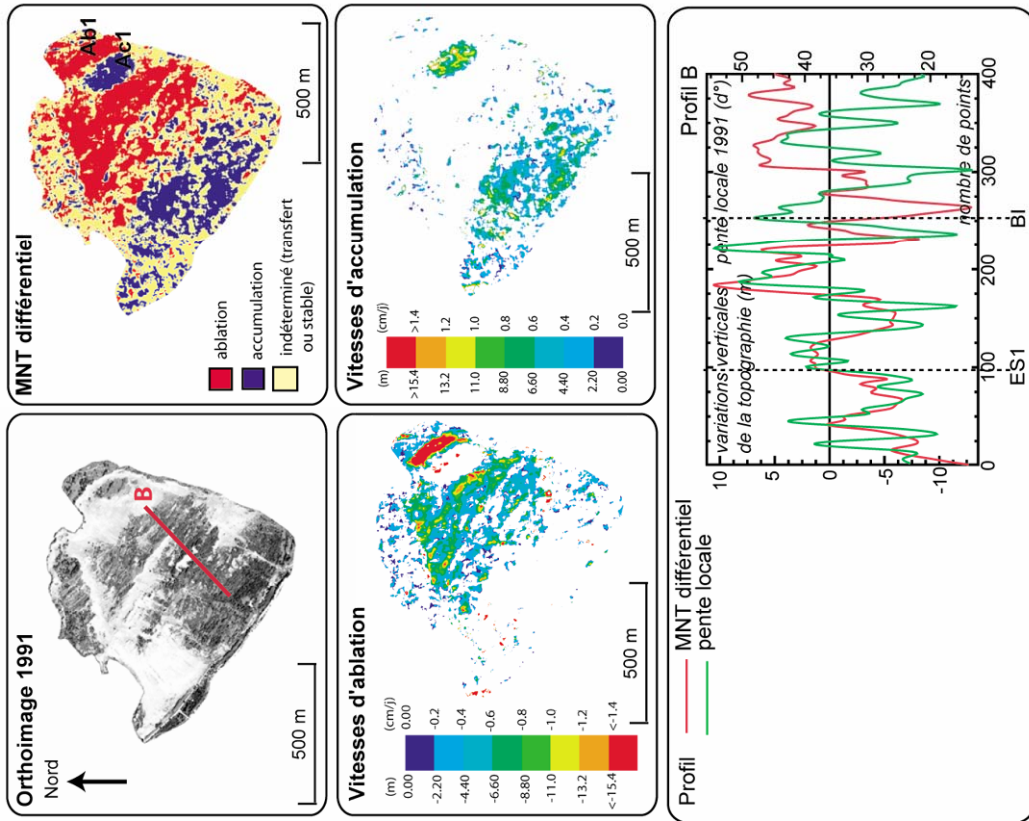 Orthoimage 1991
Nord
B
500 m
MNT différentiel
Ab1
Ac1
ablation
accumulation
indéterminé (transfert
ou stable)
500 m
Vitesses d'ablation
(m) (cm/j)
0.00 0.00
-2.20 -0.2
-4.40 -0.4
-6.60 -0.6
-8.80 -0.8
-11.0 -1.0
-13.2 -1.2
<-15.4 <-1.4
500 m
Vitesses d'accumulation
(m) (cm/j)
>15.4 >1.4
13.2 1.2
11.0 1.0
8.80 0.8
6.60 0.6
4.40 0.4
2.20 0.2
0.00 0.0
500 m
Profil B
variations verticales
de la topographie (m)
pente locale 1991 (d°)
nombre de points
10
5
0
-5
-10
50
40
30
20
0 100 200 300 400
ES1 BI
Profil
MNT différentiel
pente locale